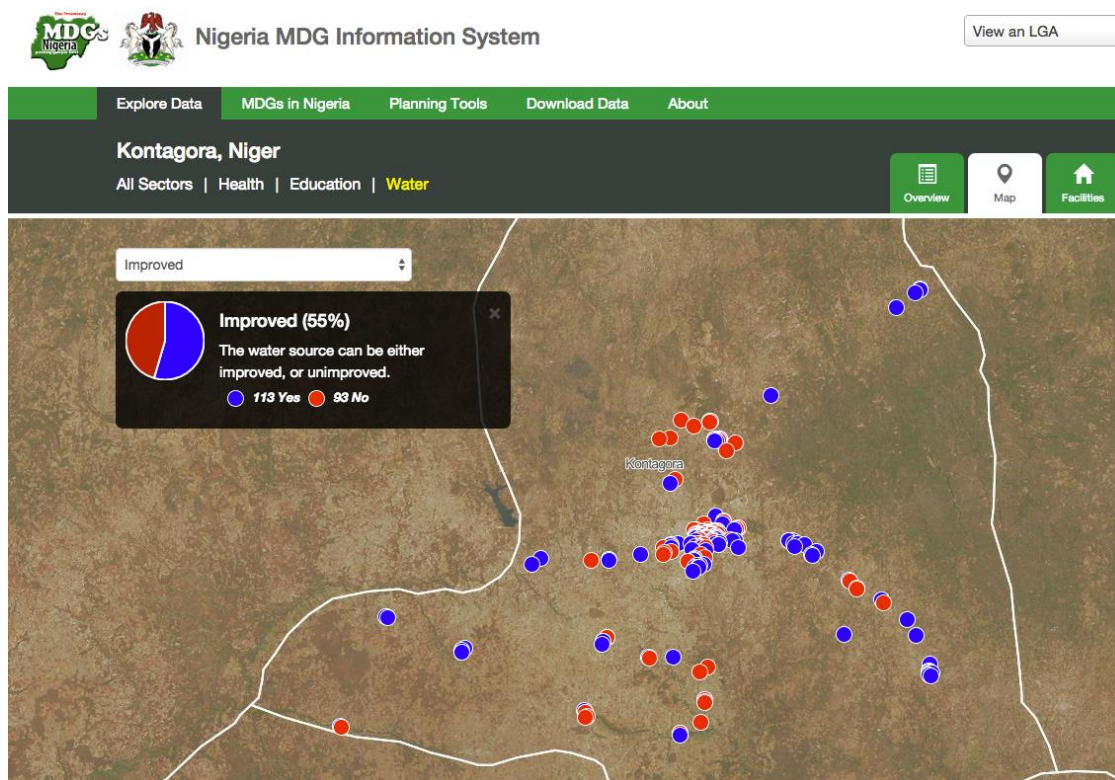 The Presidency
MDGs
Nigeria
Nigeria MDG Information System
View an LGA
Explore Data
MDGs in Nigeria
Planning Tools
Download Data
About
Kontagora, Niger
All Sectors | Health | Education | Water
Overview
Map
Facilities
Improved
Improved (55%)
The water source can be either
improved, or unimproved.
113 Yes
93 No
Kontagora